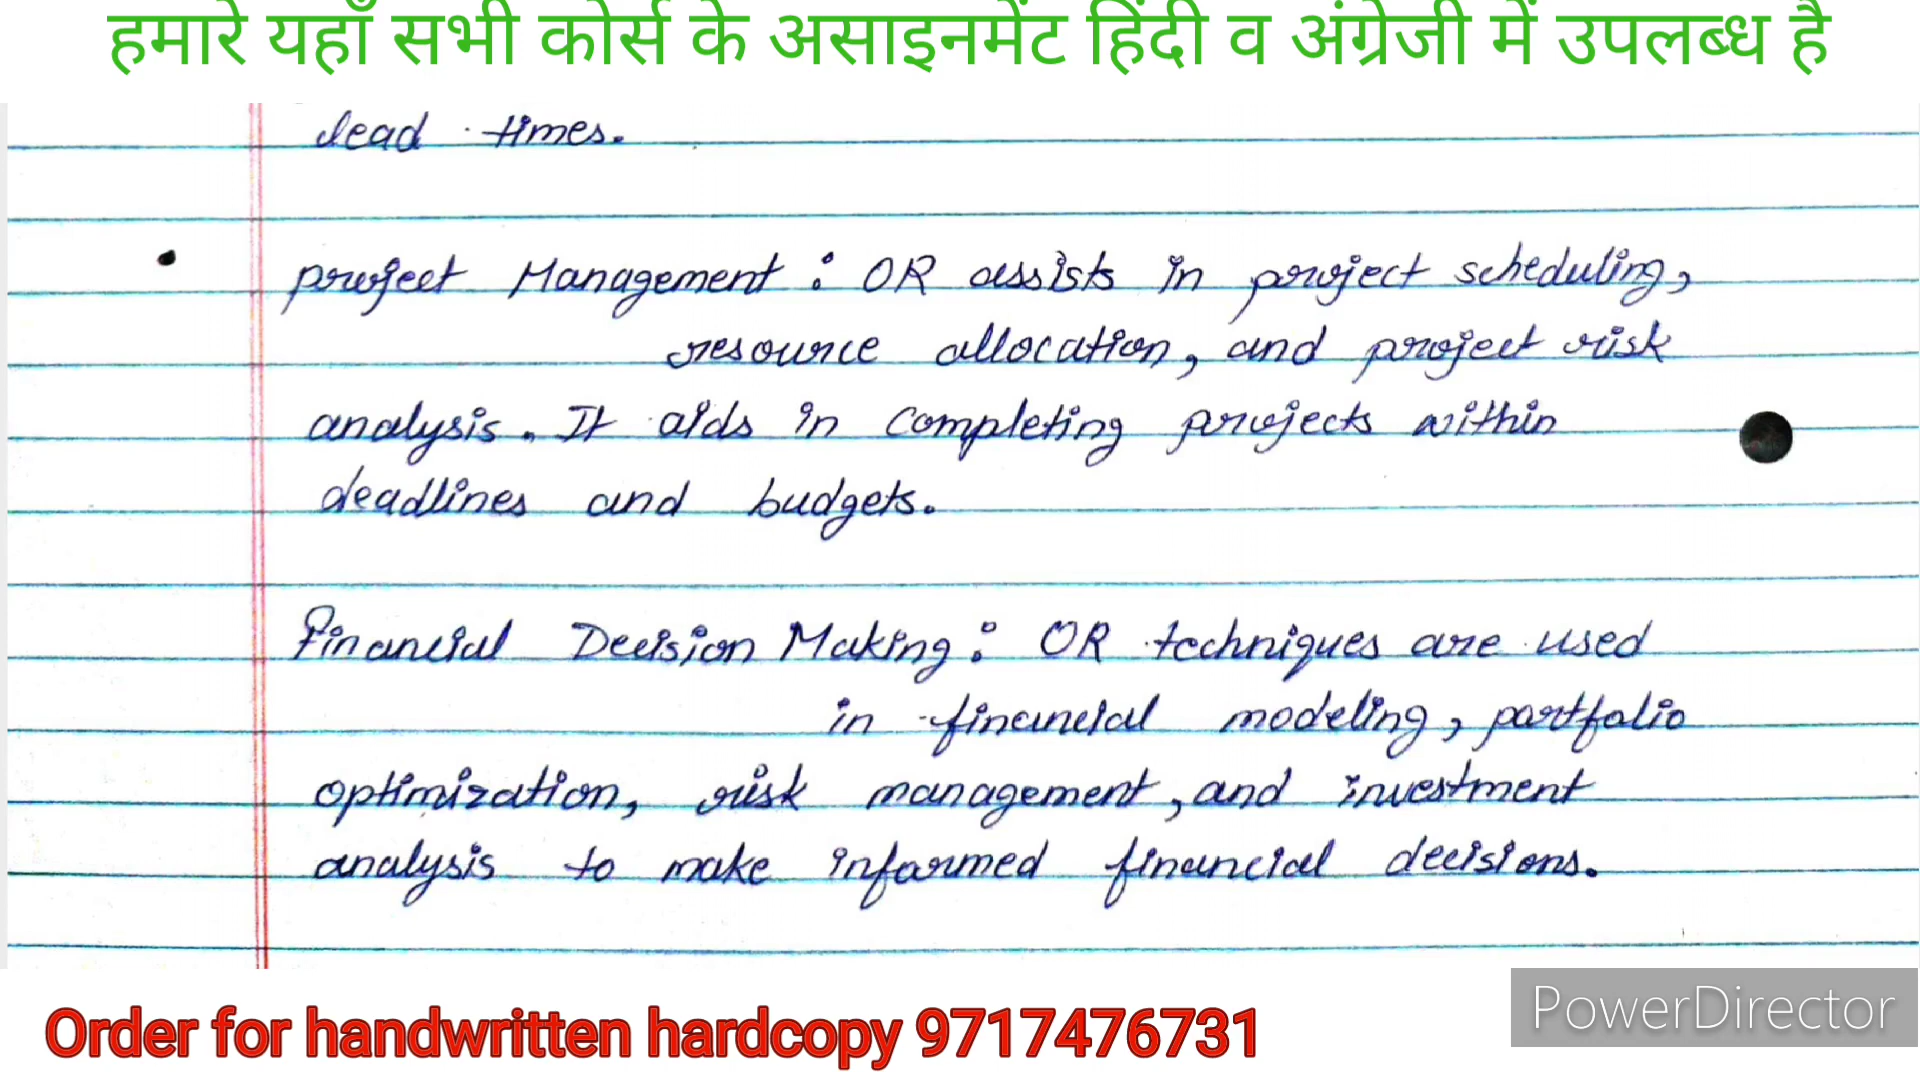 हमारे यहाँ सभी कोर्स के असाइनमेंट हिंदी व अंग्रेजी में उपलब्ध है
lead times.
project Management : OR assists in project scheduling,
resource allocation, and project risk
analysis. It aids in completing projects within
deadlines and budgets.
Financial Decision Making : OR techniques are used
in financial modeling, portfolio
optimization, risk management, and investment
analysis to make informed financial decisions.
Order for handwritten hardcopy 9717476731
PowerDirector